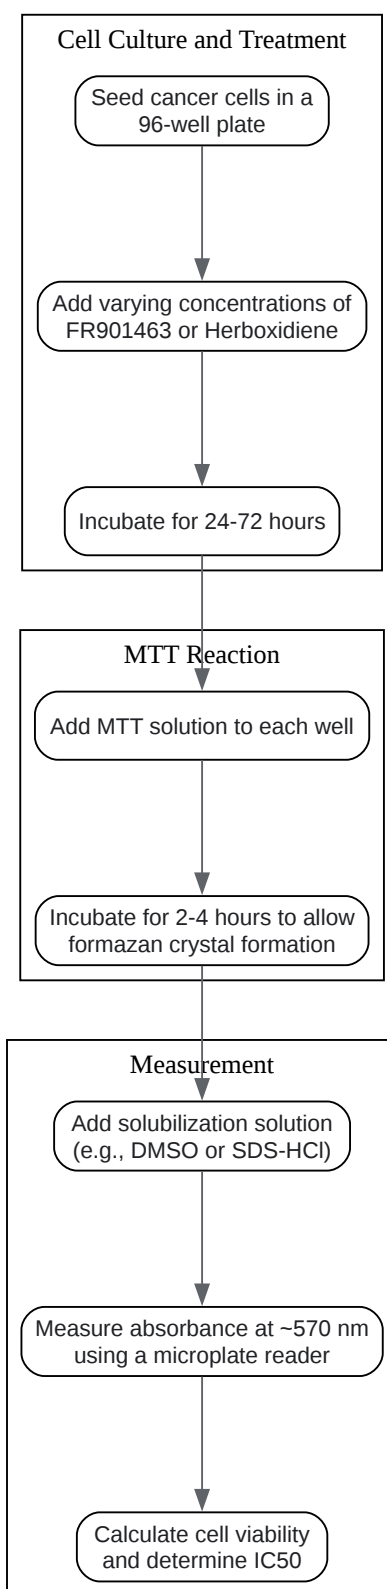 Cell Culture and Treatment
Seed cancer cells in a
96-well plate
Add varying concentrations of
FR901463 or Herboxidiene
Incubate for 24-72 hours
MTT Reaction
Add MTT solution to each well
Incubate for 2-4 hours to allow
formazan crystal formation
Measurement
Add solubilization solution
(e.g., DMSO or SDS-HCl)
Measure absorbance at ~570 nm
using a microplate reader
Calculate cell viability
and determine IC50